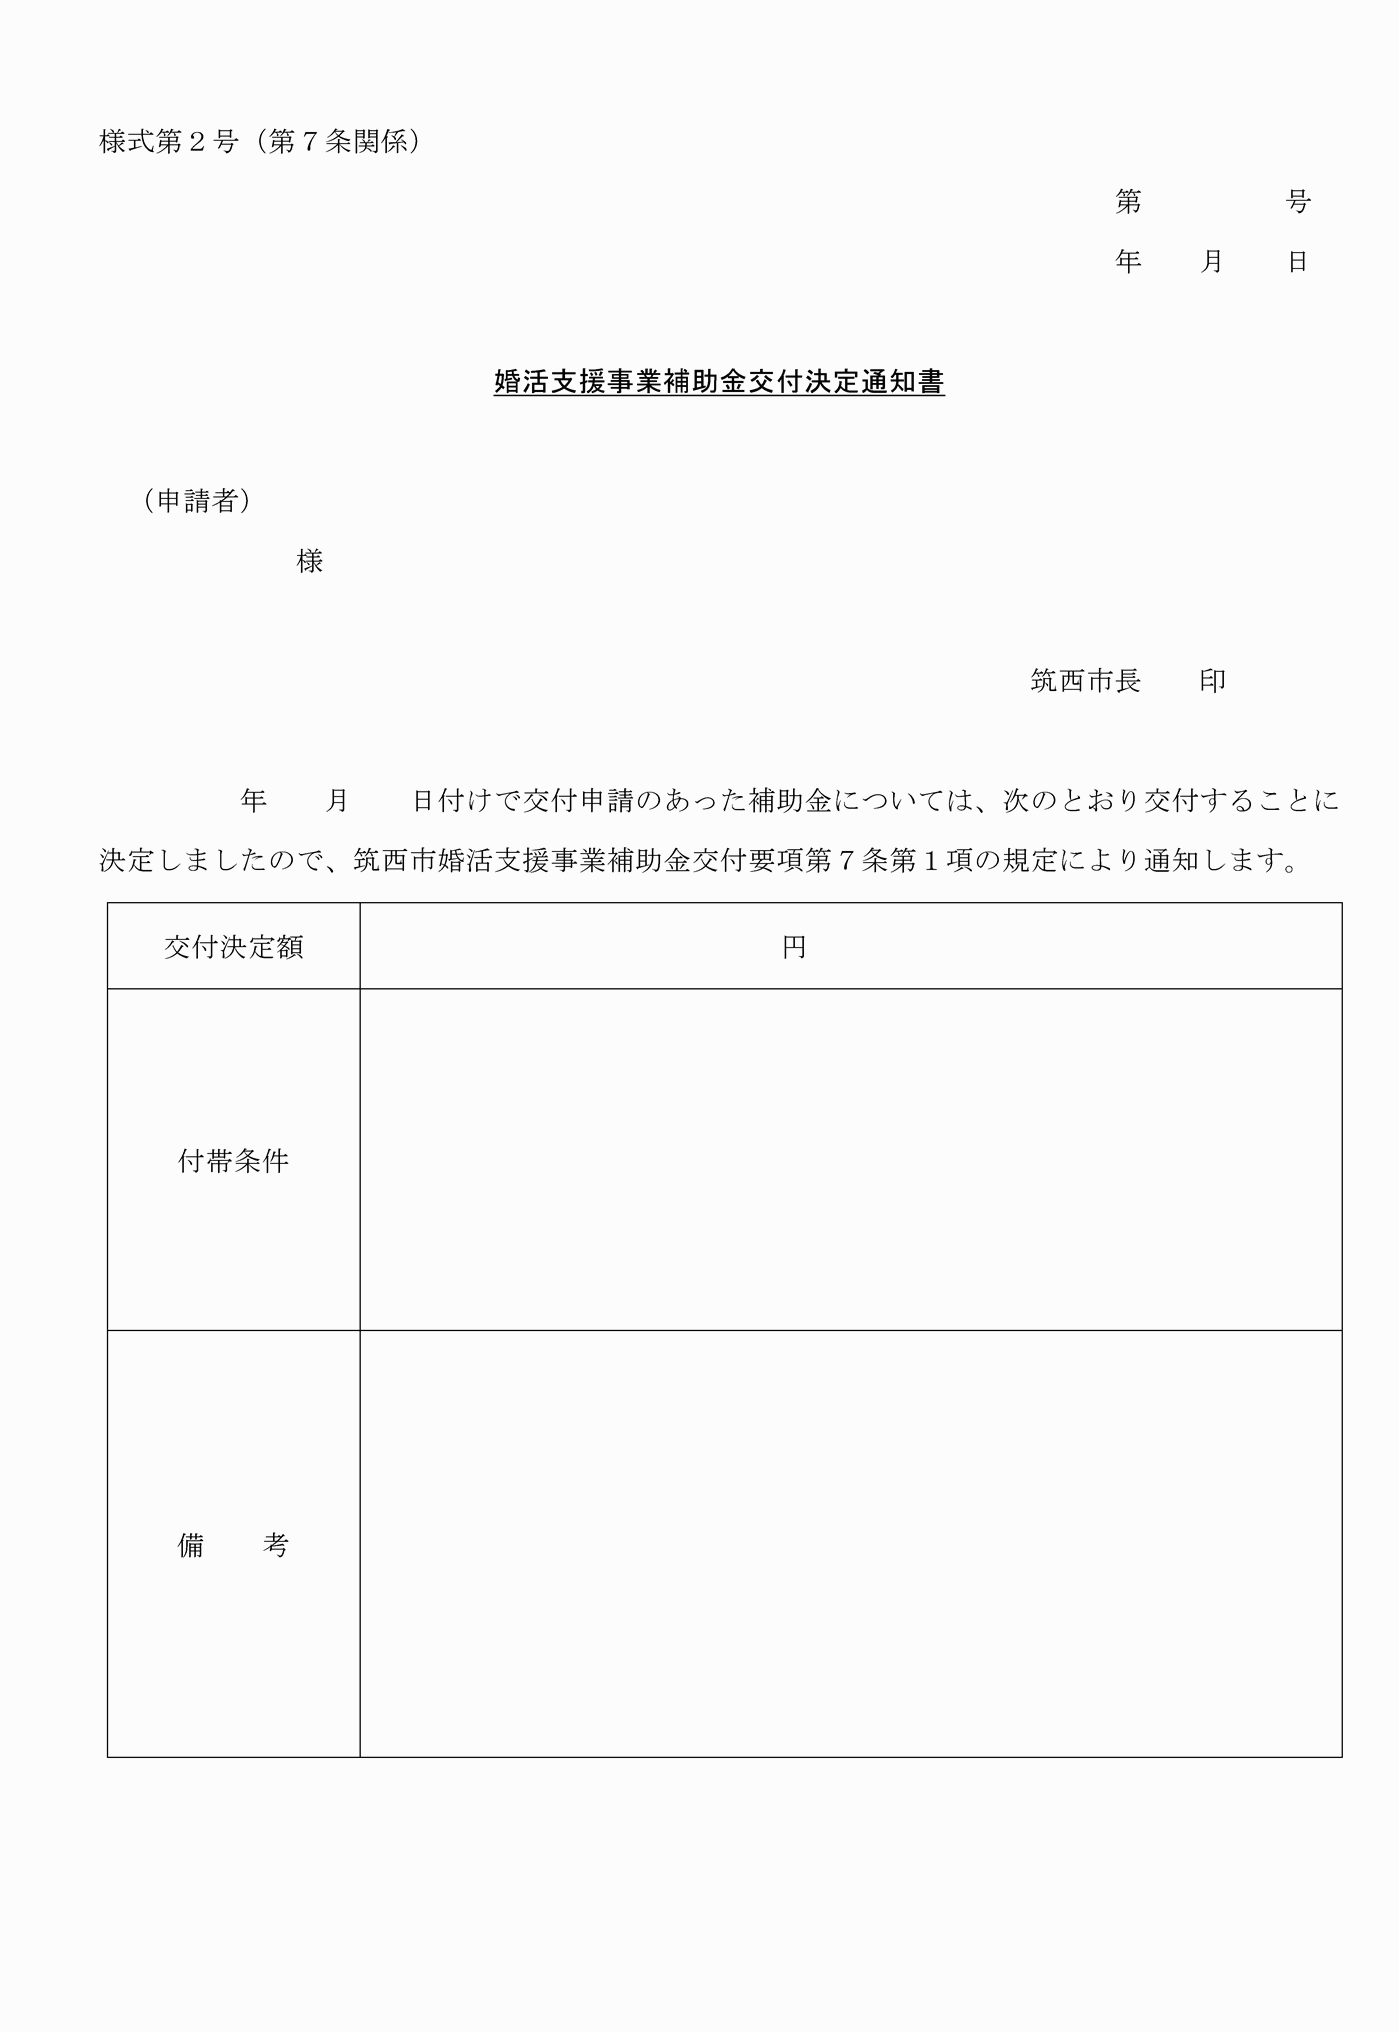 様式第２号（第７条関係）
第　　　　　号
年　　月　　日
婚活支援事業補助金交付決定通知書
（申請者）
様
筑西市長　　印
年　　月　　日付けで交付申請のあった補助金については、次のとおり交付することに
決定しましたので、筑西市婚活支援事業補助金交付要項第７条第１項の規定により通知します。
交付決定額
円
付帯条件
備　　考